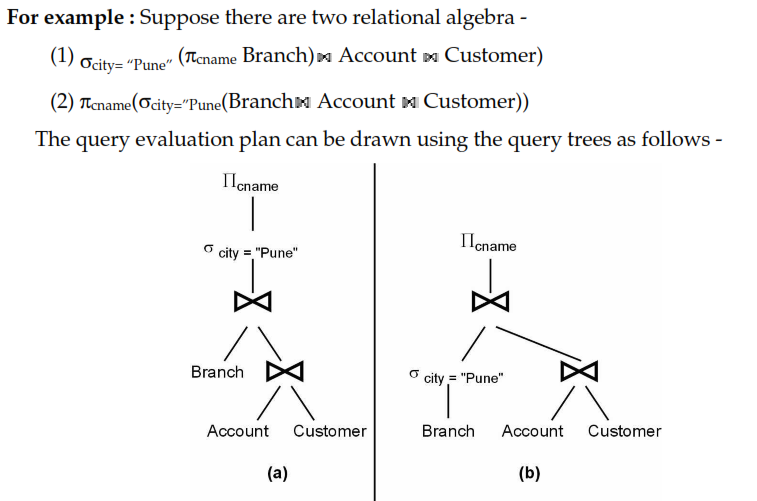 For example : Suppose there are two relational algebra -
(1) σcity= “Pune” (πcname Branch)⋈ Account ⋈ Customer)
(2) πcname(σcity=”Pune(Branch⋈ Account ⋈ Customer))
The query evaluation plan can be drawn using the query trees as follows -
Πcname
σ city = "Pune"
⋈
Branch ⋈
Account Customer
(a)
Πcname
⋈
σ city = "Pune" ⋈
Branch Account Customer
(b)